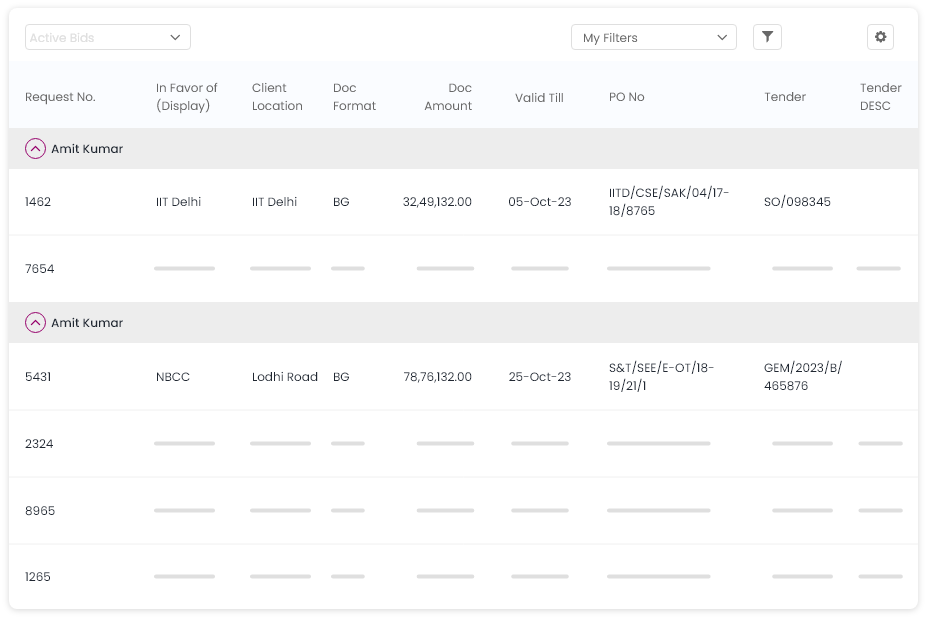 Active Bids
My Filters
Request No.
In Favor of
(Display)
Client
Location
Doc
Format
Doc
Amount
Valid Till
PO No
Tender
Tender
DESC
Amit Kumar
1462
IIT Delhi
IIT Delhi
BG
32,49,132.00
05-Oct-23
IITD/CSE/SAK/04/17-
18/8765
SO/098345
7654
Amit Kumar
5431
NBCC
Lodhi Road
BG
78,76,132.00
25-Oct-23
S&T/SEE/E-OT/18-
19/21/1
GEM/2023/B/
465876
2324
8965
1265